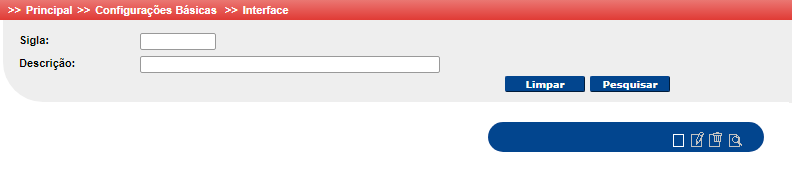 >> Principal >> Configurações Básicas >> Interface
Sigla:
Descrição:
Limpar Pesquisar